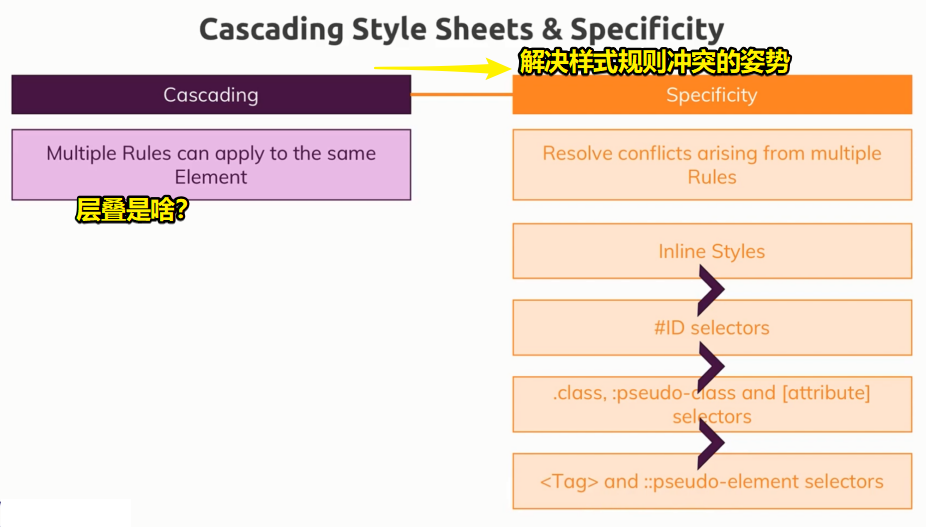 Cascading Style Sheets & Specificity
解决样式规则冲突的姿势
Cascading
Specificity
Multiple Rules can apply to the same
Element
层叠是啥？
Resolve conflicts arising from multiple
Rules
Inline Styles
#ID selectors
.class, :pseudo-class and [attribute]
selectors
<Tag> and ::pseudo-element selectors